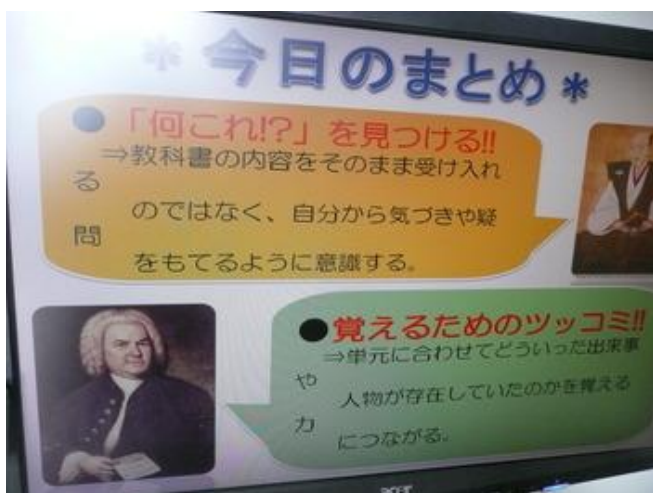 ＊今日のまとめ＊
●「何これ!?」を見つける!!
⇒教科書の内容をそのまま受け入れ
る
のではなく、自分から気づきや疑
問
をもてるように意識する。
●覚えるためのツッコミ!!
⇒単元に合わせてどういった出来事
や
人物が存在していたのかを覚える
力
につながる。
acer